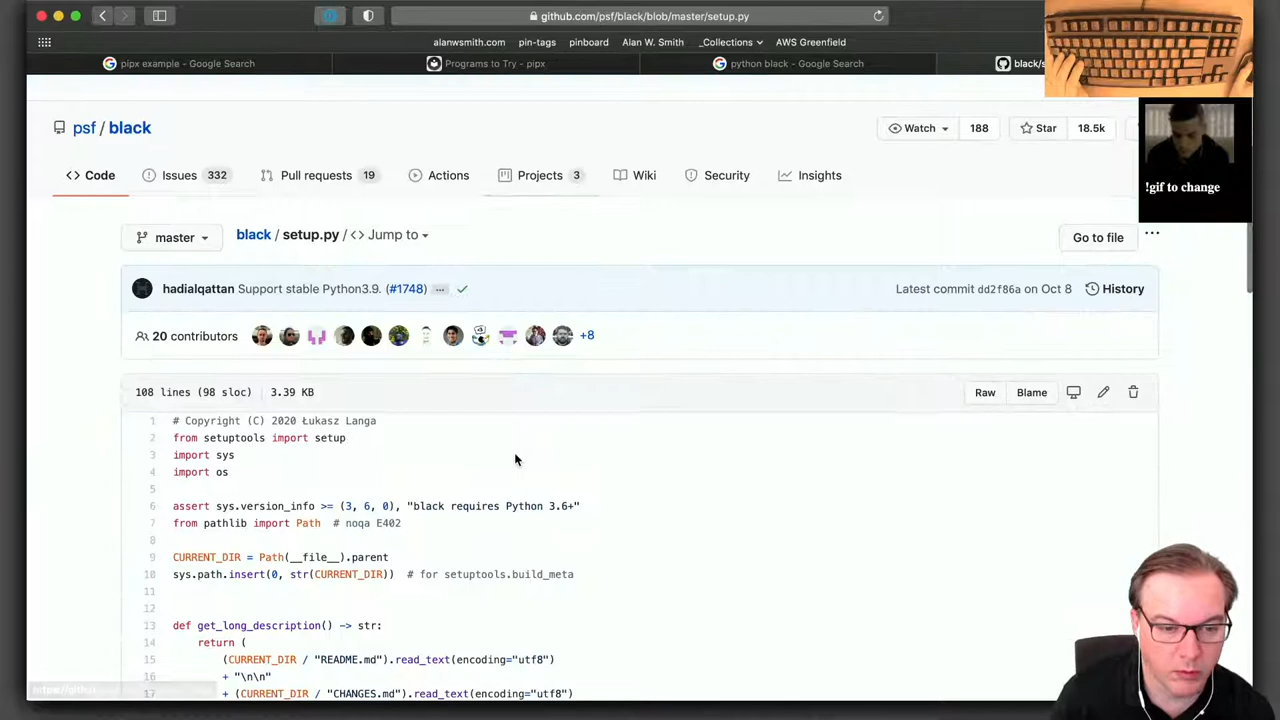 github.com/psf/black/blob/master/setup.py
alanwsmith.com pin-tags pinboard Alan W. Smith _Collections AWS Greenfield
pipx example - Google Search Programs to Try - pipx python black - Google Search black/s
psf / black
Watch 188 Star 18.5k
<> Code Issues 332 Pull requests 19 Actions Projects 3 Wiki Security Insights
!gif to change
master black / setup.py / <> Jump to Go to file ...
hadialqattan Support stable Python3.9. (#1748) ... Latest commit dd2f86a on Oct 8 History
20 contributors +8
108 lines (98 sloc) | 3.39 KB Raw Blame
1 # Copyright (C) 2020 Łukasz Langa
2 from setuptools import setup
3 import sys
4 import os
5
6 assert sys.version_info >= (3, 6, 0), "black requires Python 3.6+"
7 from pathlib import Path # noqa E402
8
9 CURRENT_DIR = Path(__file__).parent
10 sys.path.insert(0, str(CURRENT_DIR)) # for setuptools.build_meta
11
12
13 def get_long_description() -> str:
14 return (
15 (CURRENT_DIR / "README.md").read_text(encoding="utf8")
16 + "\n\n"
17 + (CURRENT_DIR / "CHANGES.md").read_text(encoding="utf8")